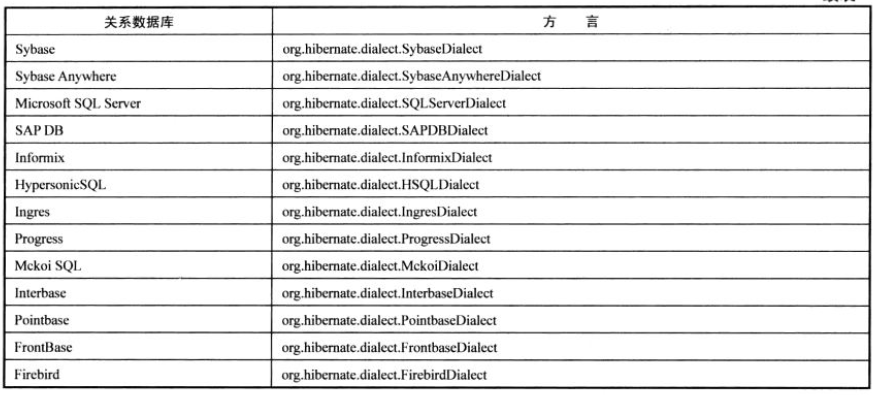 关系数据库 方言
Sybase org.hibernate.dialect.SybaseDialect
Sybase Anywhere org.hibernate.dialect.SybaseAnywhereDialect
Microsoft SQL Server org.hibernate.dialect.SQLServerDialect
SAP DB org.hibernate.dialect.SAPDBDialect
Informix org.hibernate.dialect.InformixDialect
HypersonicSQL org.hibernate.dialect.HSQLDialect
Ingres org.hibernate.dialect.IngresDialect
Progress org.hibernate.dialect.ProgressDialect
Mckoi SQL org.hibernate.dialect.MckoiDialect
Interbase org.hibernate.dialect.InterbaseDialect
Pointbase org.hibernate.dialect.PointbaseDialect
FrontBase org.hibernate.dialect.FrontbaseDialect
Firebird org.hibernate.dialect.FirebirdDialect